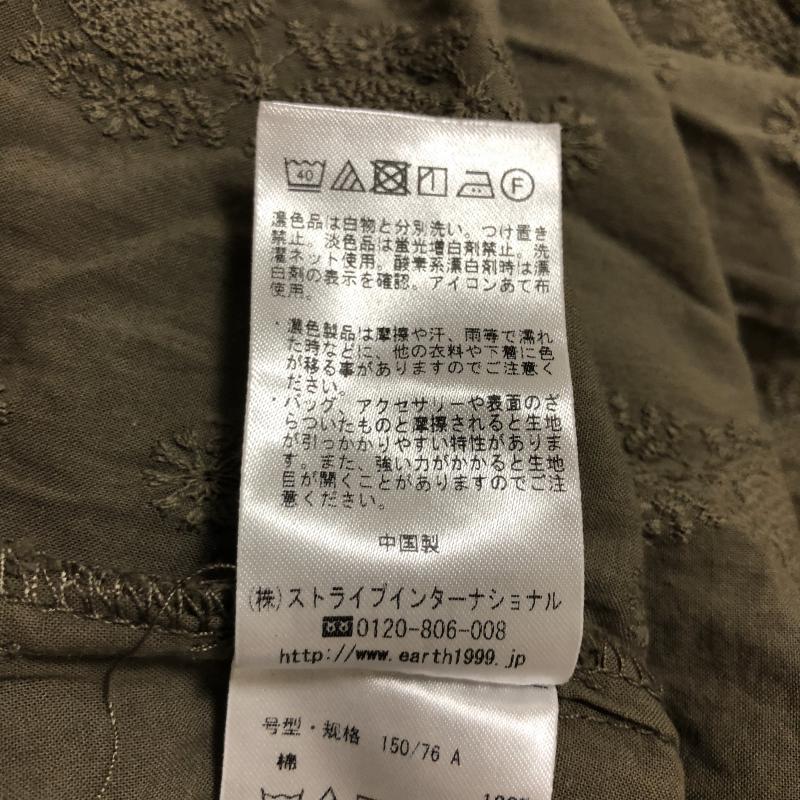 40 F
濃色品は白物と分別洗い。つけ置き
禁止。淡色品は蛍光増白剤禁止。洗
濯ネット使用。酸素系漂白剤時は漂
白剤の表示を確認。アイコンあて布
使用。
・濃色製品は摩擦や汗、雨等で濡れ
た時などに、他の衣料や下着に色
が移る事がありますのでご注意く
ださい。
・バッグ、アクセサリーや表面のざ
らついたものと摩擦されると生地
が引っかかりやすい特性がありま
す。また、強い力がかかると生地
目が開くことがありますのでご注
意ください。
中国製
(株)ストライプインターナショナル
0120-806-008
http://www.earth1999.jp
号型・规格 150/76 A
棉